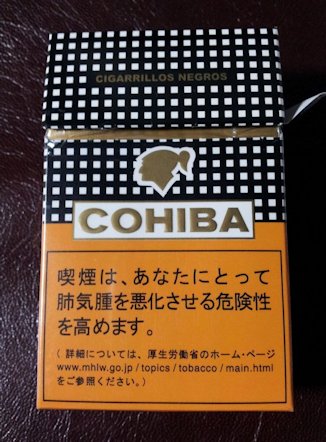 CIGARRILLOS NEGROS
COHIBA
喫煙は、あなたにとって
肺気腫を悪化させる危険性
を高めます。
（詳細については、厚生労働省のホーム・ページ
www.mhlw.go.jp / topics / tobacco / main.html
をご参照ください。）